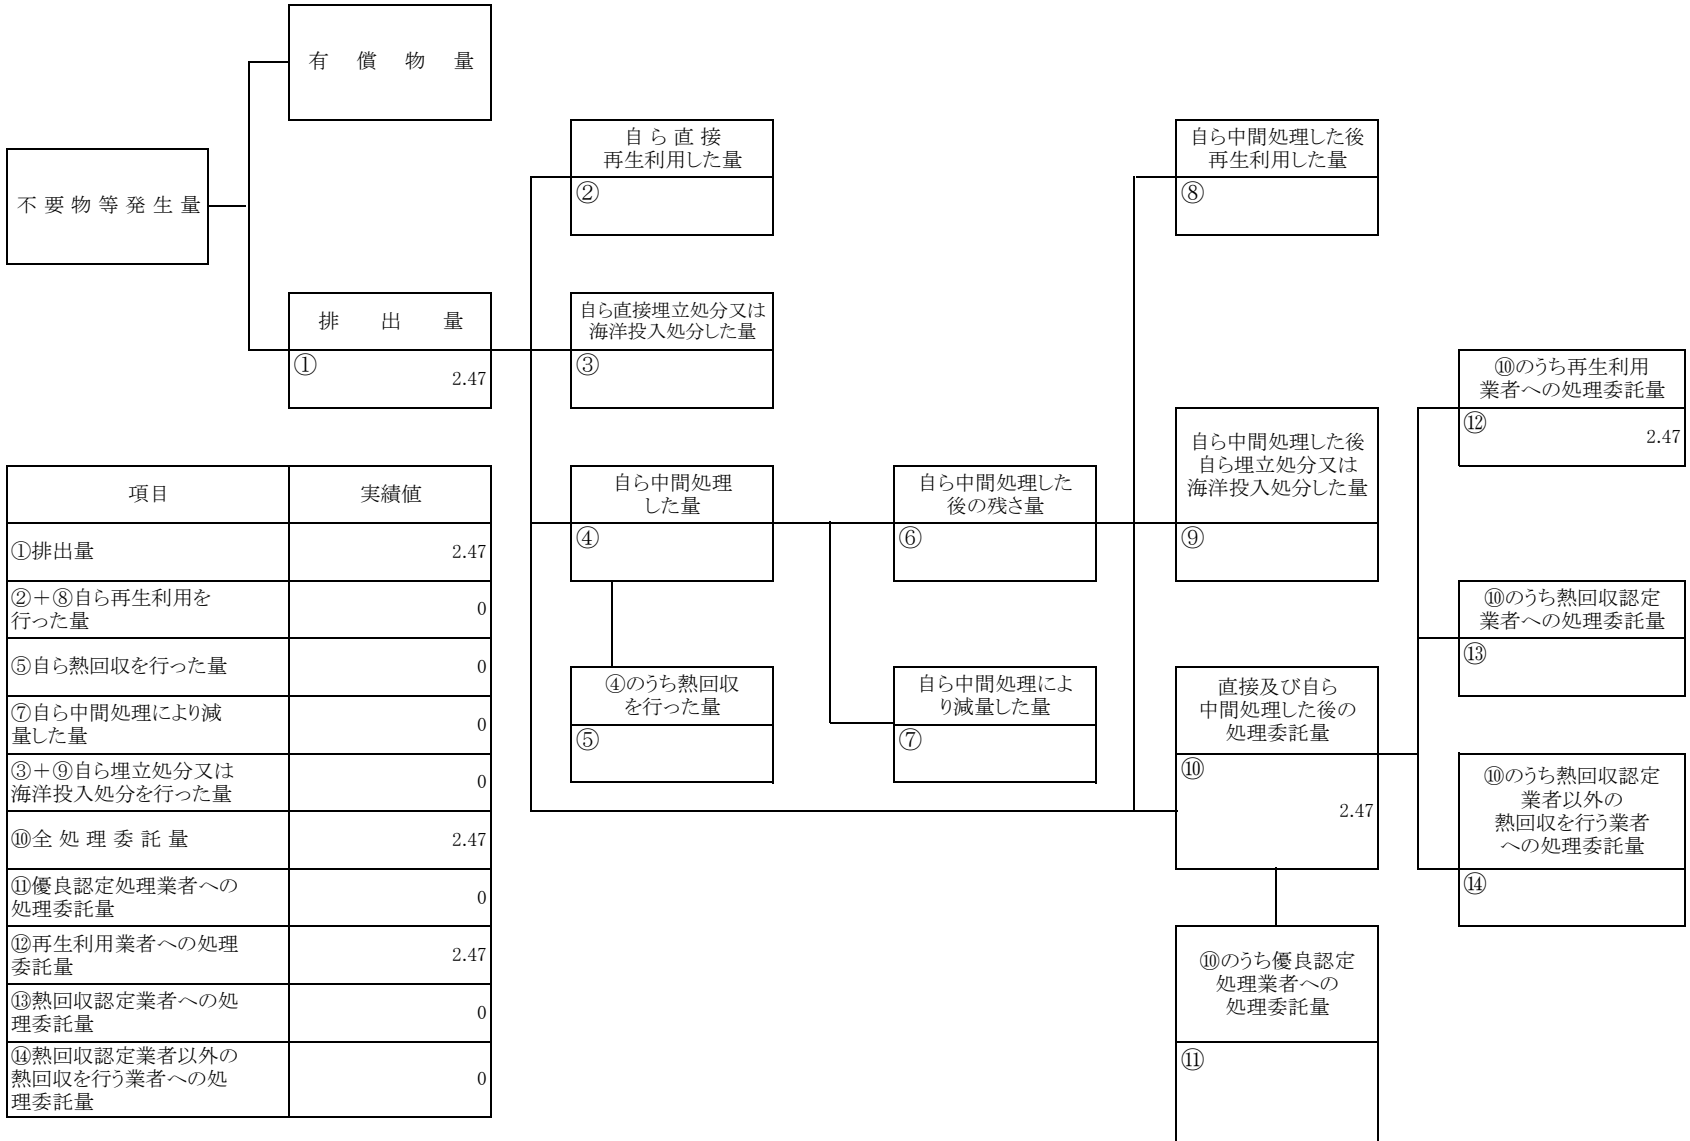 有 償 物 量
不 要 物 等 発 生 量
排 出 量
①
2.47
自 ら 直 接
再生利用した量
②
自ら直接埋立処分又は
海洋投入処分した量
③
自ら中間処理
した量
④
④のうち熱回収
を行った量
⑤
自ら中間処理した
後の残さ量
⑥
自ら中間処理によ
り減量した量
⑦
自ら中間処理した後
再生利用した量
⑧
自ら中間処理した後
自ら埋立処分又は
海洋投入処分した量
⑨
直接及び自ら
中間処理した後の
処理委託量
⑩
2.47
⑩のうち優良認定
処理業者への
処理委託量
⑪
⑩のうち再生利用
業者への処理委託量
⑫
2.47
⑩のうち熱回収認定
業者への処理委託量
⑬
⑩のうち熱回収認定
業者以外の
熱回収を行う業者
への処理委託量
⑭
項目 実績値
①排出量 2.47
②＋⑧自ら再生利用を
行った量 0
⑤自ら熱回収を行った量 0
⑦自ら中間処理により減
量した量 0
③＋⑨自ら埋立処分又は
海洋投入処分を行った量 0
⑩全 処 理 委 託 量 2.47
⑪優良認定処理業者への
処理委託量 0
⑫再生利用業者への処理
委託量 2.47
⑬熱回収認定業者への処
理委託量 0
⑭熱回収認定業者以外の
熱回収を行う業者への処
理委託量 0